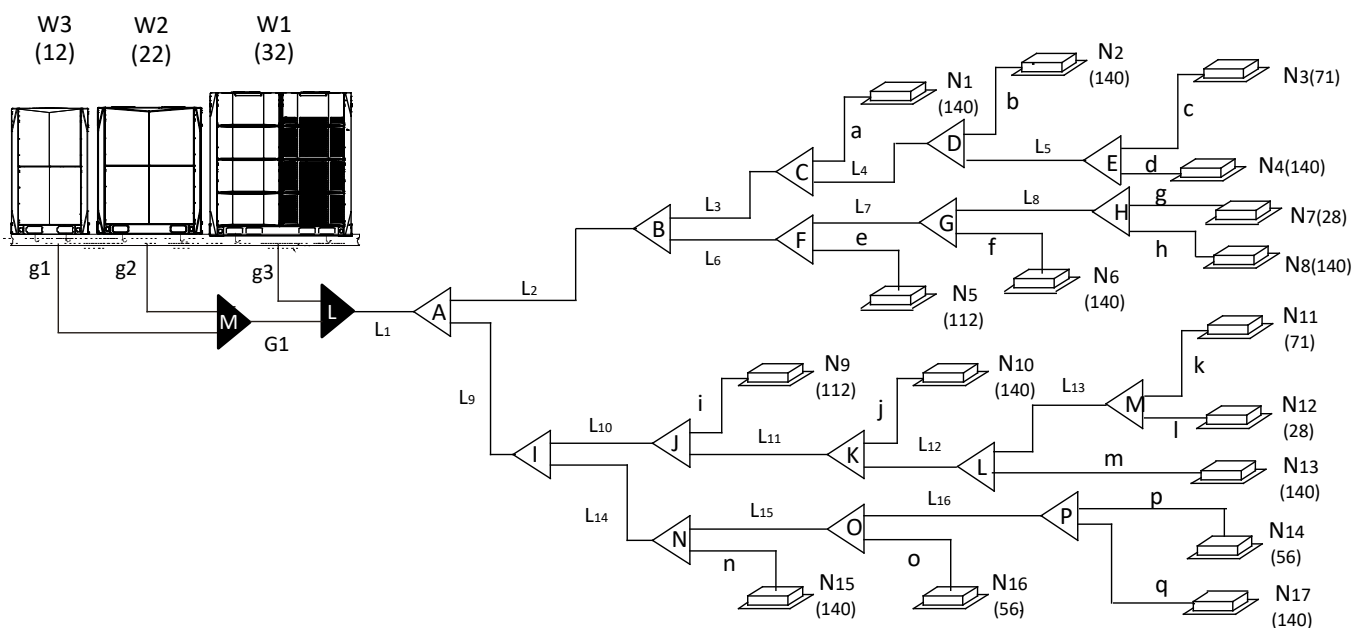 W3
(12)
W2
(22)
W1
(32)
g1
g2
g3
M
G1
L
L1
A
L2
L9
B
L3
L6
C
a
N1
(140)
L4
D
b
N2
(140)
L5
E
c
N3(71)
d
N4(140)
F
L7
e
N5
(112)
G
L8
f
N6
(140)
H
g
N7(28)
h
N8(140)
I
L10
L14
J
i
N9
(112)
L11
K
j
N10
(140)
L12
L
L13
M
k
N11
(71)
l
N12
(28)
m
N13
(140)
N
L15
n
N15
(140)
O
L16
o
N16
(56)
P
p
N14
(56)
q
N17
(140)